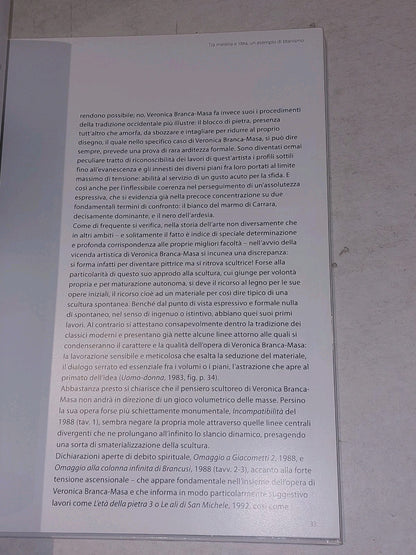 Tra materia e idea, un esempio di titanismo
rendono possibile; no, Veronica Branca-Masa fa invece suoi i procedimenti
della tradizione occidentale più illustre: il blocco di pietra, presenza
tutt'altro che amorfa, da sbozzare e intagliare per ridurre al proprio
disegno, il quale nello specifico caso di Veronica Branca-Masa, si può dire
sempre, prevede una prova di rara arditezza formale. Sono diventati ormai
peculiare tratto di riconoscibilità dei lavori di quest'artista i profili sottili
fino all'evanescenza e gli innesti dei diversi piani fra loro portati al limite
massimo di tensione: abilità al servizio di un gusto acuto per la sfida. E
così anche per l'inflessibile coerenza nel perseguimento di un'assolutezza
espressiva, che si evidenzia già nella precoce concentrazione su due
fondamentali termini di confronto: il bianco del marmo di Carrara,
decisamente dominante, e il nero dell'ardesia.
Come di frequente si verifica, nella storia dell'arte non diversamente che
in altri ambiti – e solitamente il fatto è indice di speciale determinazione
e profonda corrispondenza alle proprie migliori facoltà – nell'avvio della
vicenda artistica di Veronica Branca-Masa si incunea una discrepanza:
si forma infatti per diventare pittrice ma si ritrova scultrice! Forse alla
particolarità di questo suo approdo alla scultura, cui giunge per volontà
propria e per maturazione autonoma, si deve il ricorso al legno per le sue
opere iniziali, il ricorso cioè ad un materiale per così dire tipico di una
scultura spontanea. Benché dal punto di vista espressivo e formale nulla
di spontaneo, nel senso di ingenuo o istintivo, abbiano quei suoi primi
lavori. Al contrario si attestano consapevolmente dentro la tradizione dei
classici moderni e presentano già nette alcune linee attorno alle quali si
condenseranno il carattere e la qualità dell'opera di Veronica Branca-Masa:
la lavorazione sensibile e meticolosa che esalta la seduzione del materiale,
il dialogo serrato ed essenziale fra i volumi o i piani, l'astrazione che apre al
primato dell'idea (Uomo-donna, 1983, fig, p. 34).
Abbastanza presto si chiarisce che il pensiero scultoreo di Veronica Branca-
Masa non andrà in direzione di un gioco volumetrico delle masse. Persino
la sua opera forse più schiettamente monumentale, Incompatibilità del
1988 (tav. 1), sembra negare la propria mole attraverso quelle linee centrali
divergenti che ne prolungano all'infinito lo slancio dinamico, presagendo
una sorta di smaterializzazione della scultura.
Dichiarazioni aperte di debito spirituale, Omaggio a Giacometti 2, 1988, e
Omaggio alla colonna infinita di Brancusi, 1988 (tavv. 2-3), accanto alla forte
tensione ascensionale – che appare fondamentale nell'insieme dell'opera di
Veronica Branca-Masa e che informa in modo particolarmente suggestivo
lavori come L'età della pietra 3 o Le ali di San Michele, 1992, così come
33